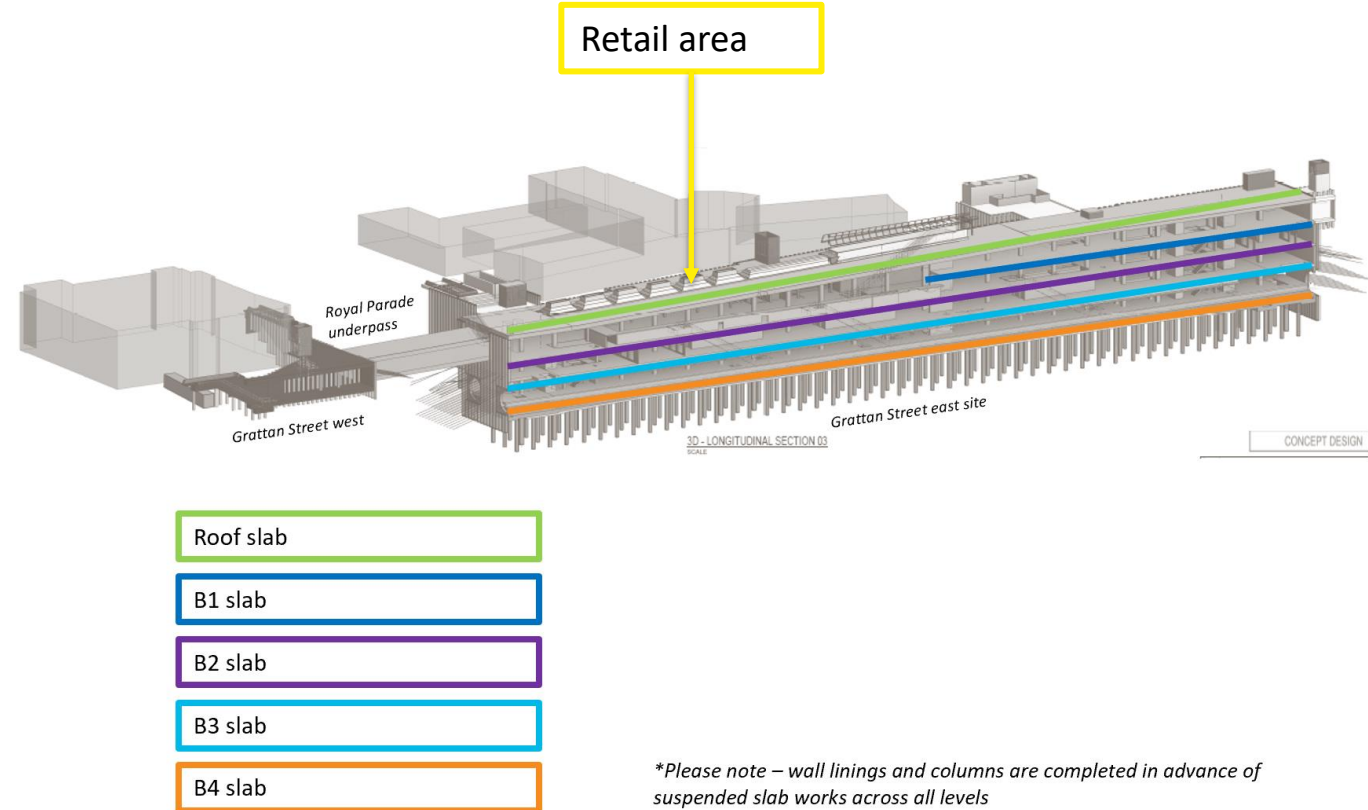 Retail area
Royal Parade
underpass
Grattan Street west
Grattan Street east site
3D - LONGITUDINAL SECTION 03
SCALE
CONCEPT DESIGN
Roof slab
B1 slab
B2 slab
B3 slab
B4 slab
*Please note – wall linings and columns are completed in advance of
suspended slab works across all levels